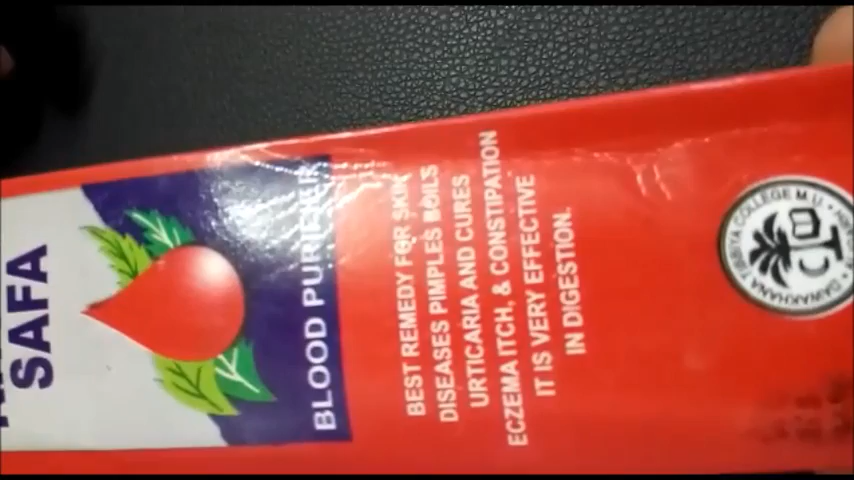 SAFA
BLOOD PURIFIER
BEST REMEDY FOR SKIN
DISEASES PIMPLES BOILS
URTICARIA AND CURES
ECZEMA ITCH, & CONSTIPATION
IT IS VERY EFFECTIVE
IN DIGESTION.
DAWAKHANA TIBBIYA COLLEGE M.U.